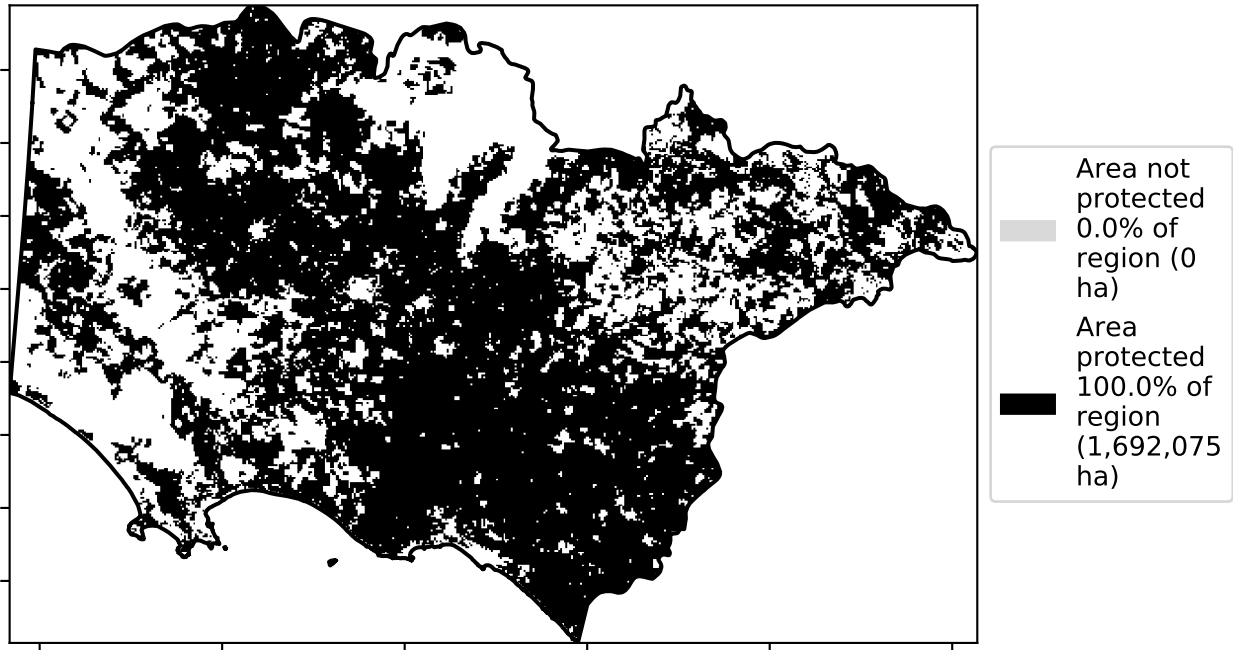 Area not
protected
0.0% of
region (0
ha)
Area
protected
100.0% of
region
(1,692,075
ha)